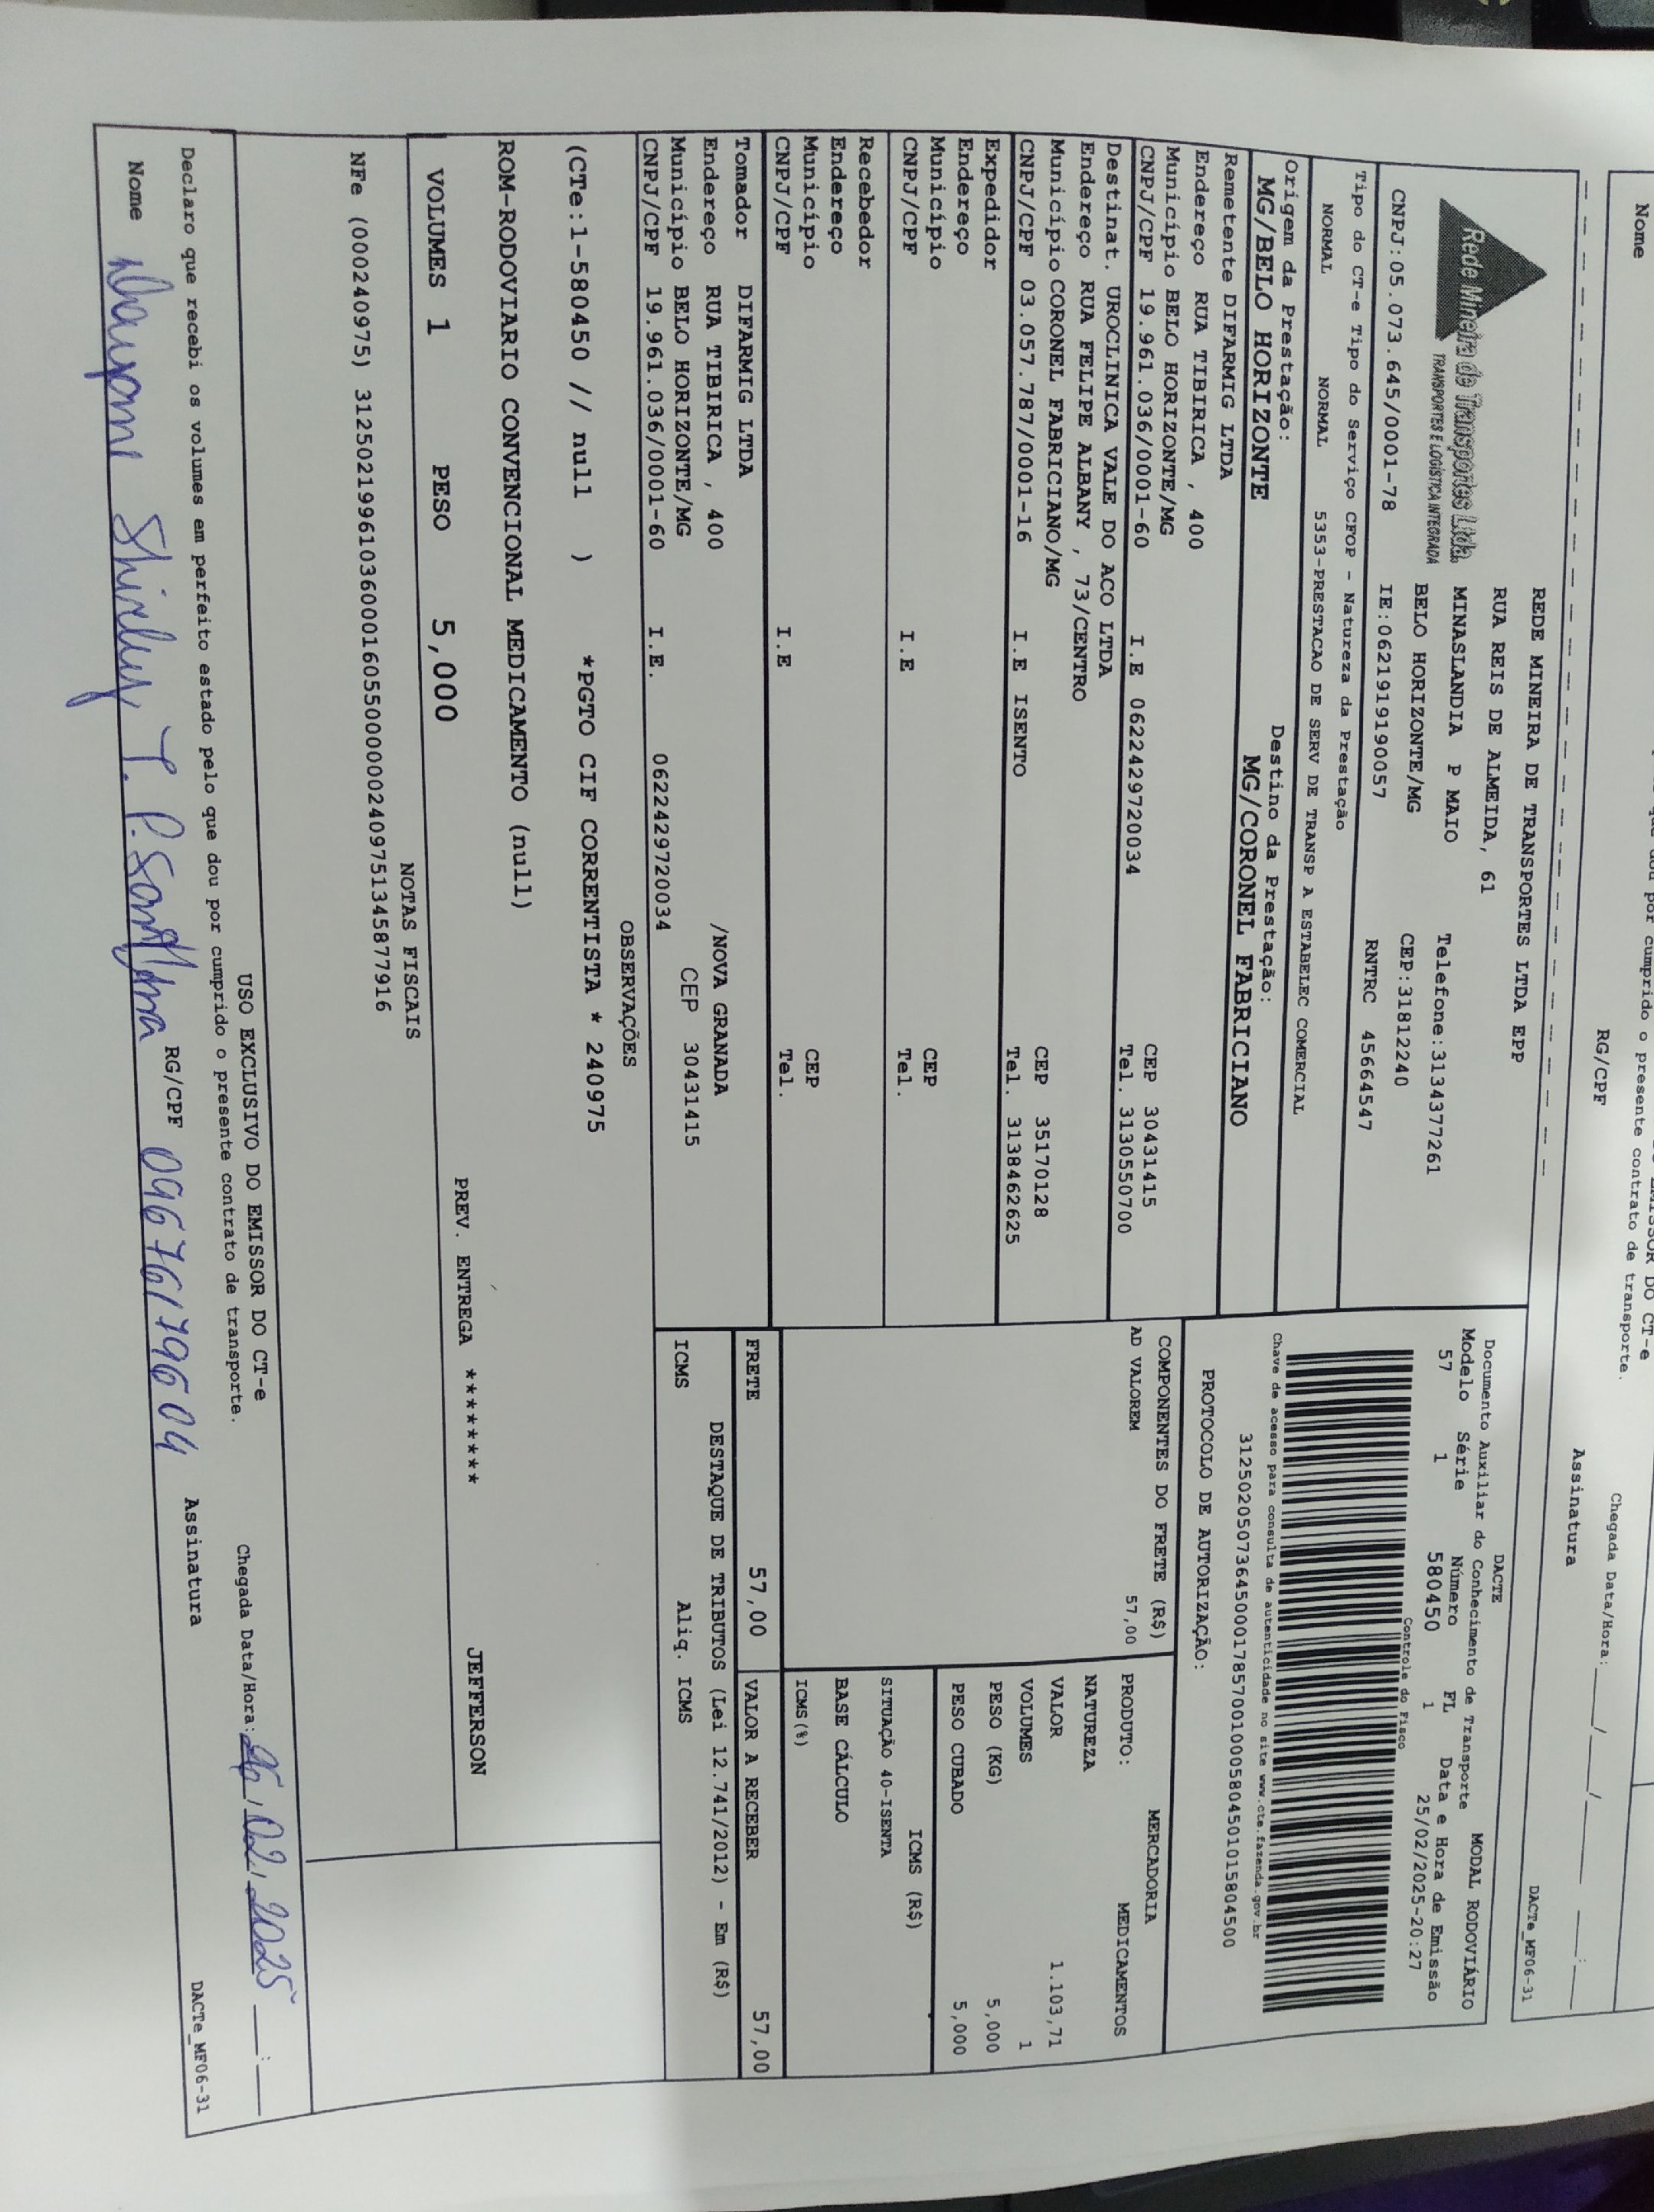 que dou por cumprido o presente contrato de transporte.
Nome
RG/CPF
Assinatura
Chegada Data/Hora:___/___/___ ___:___
DACTe_MF06-31
Rede Mineira de Transportes Ltda.
TRANSPORTES E LOGÍSTICA INTEGRADA
REDE MINEIRA DE TRANSPORTES LTDA EPP
RUA REIS DE ALMEIDA, 61
MINASLANDIA P MAIO Telefone:3134377261
BELO HORIZONTE/MG CEP:31812240
CNPJ:05.073.645/0001-78 IE:0621919190057 RNTRC 45664547
DACTE
Documento Auxiliar do Conhecimento de Transporte MODAL RODOVIÁRIO
Modelo Série Número FL Data e Hora de Emissão
57 1 580450 1 25/02/2025-20:27
Controle do Fisco
Chave de acesso para consulta de autenticidade no site www.cte.fazenda.gov.br
31250205073645000178570010005804501015804500
PROTOCOLO DE AUTORIZAÇÃO:
Tipo do CT-e Tipo do Serviço CFOP - Natureza da Prestação
NORMAL NORMAL 5353-PRESTACAO DE SERV DE TRANSP A ESTABELEC COMERCIAL
Origem da Prestação: Destino da Prestação:
MG/BELO HORIZONTE MG/CORONEL FABRICIANO
Remetente DIFARMIG LTDA
Endereço RUA TIBIRICA , 400
Município BELO HORIZONTE/MG CEP 30431415
CNPJ/CPF 19.961.036/0001-60 I.E 0622429720034 Tel. 3130550700
Destinat. UROCLINICA VALE DO ACO LTDA
Endereço RUA FELIPE ALBANY , 73/CENTRO
Município CORONEL FABRICIANO/MG CEP 35170128
CNPJ/CPF 03.057.787/0001-16 I.E ISENTO Tel. 3138462625
Expedidor
Endereço
Município CEP
CNPJ/CPF I.E Tel.
Recebedor
Endereço
Município CEP
CNPJ/CPF I.E Tel.
Tomador DIFARMIG LTDA
Endereço RUA TIBIRICA , 400 /NOVA GRANADA
Município BELO HORIZONTE/MG CEP 30431415
CNPJ/CPF 19.961.036/0001-60 I.E. 0622429720034
COMPONENTES DO FRETE (R$)
AD VALOREM 57,00
MERCADORIA
PRODUTO: MEDICAMENTOS
NATUREZA
VALOR 1.103,71
VOLUMES 1
PESO (KG) 5,000
PESO CUBADO 5,000
ICMS (R$)
SITUAÇÃO 40-ISENTA
BASE CÁLCULO
ICMS(%)
FRETE 57,00 VALOR A RECEBER 57,00
DESTAQUE DE TRIBUTOS (Lei 12.741/2012) - Em (R$)
ICMS Aliq. ICMS
OBSERVAÇÕES
(CTe:1-580450 // null ) *PGTO CIF CORRENTISTA * 240975
ROM-RODOVIARIO CONVENCIONAL MEDICAMENTO (null)
PREV. ENTREGA ******** JEFFERSON
VOLUMES 1 PESO 5,000
NOTAS FISCAIS
NFe (000240975) 31250219961036000160550000002409751345877916
USO EXCLUSIVO DO EMISSOR DO CT-e
Declaro que recebi os volumes em perfeito estado pelo que dou por cumprido o presente contrato de transporte.
Chegada Data/Hora: 26/02/2025 ___:___
Nome Shirley T. P. Sant'Ana RG/CPF 09676179604 Assinatura
DACTe_MF06-31